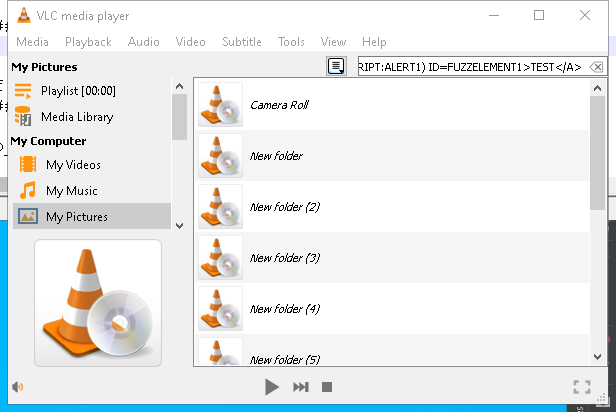 VLC media player
Media Playback Audio Video Subtitle Tools View Help
My Pictures
RIPT:ALERT1) ID=FUZZELEMENT1>TEST</A>
Playlist [00:00]
Media Library
My Computer
My Videos
My Music
My Pictures
Camera Roll
New folder
New folder (2)
New folder (3)
New folder (4)
New folder (5)